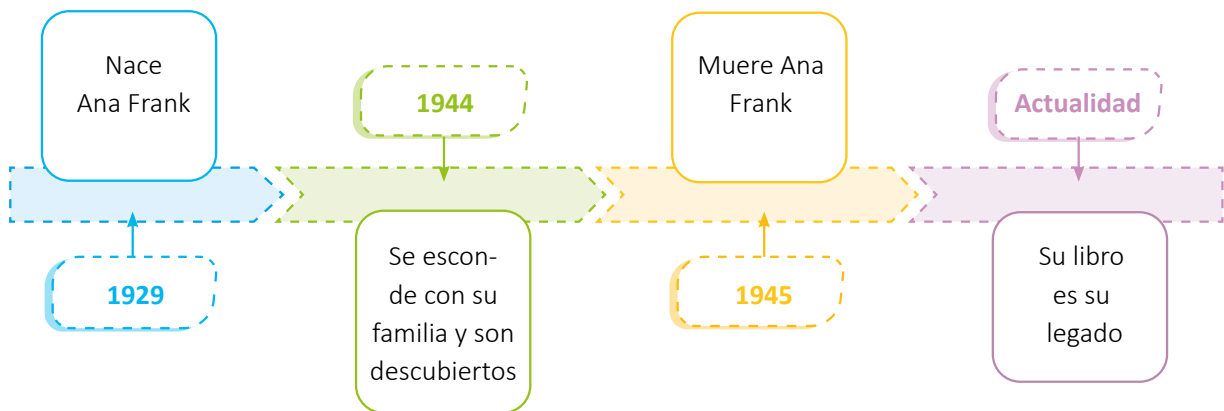 Nace
Ana Frank
1929
1944
Se escon-
de con su
familia y son
descubiertos
Muere Ana
Frank
1945
Actualidad
Su libro
es su
legado